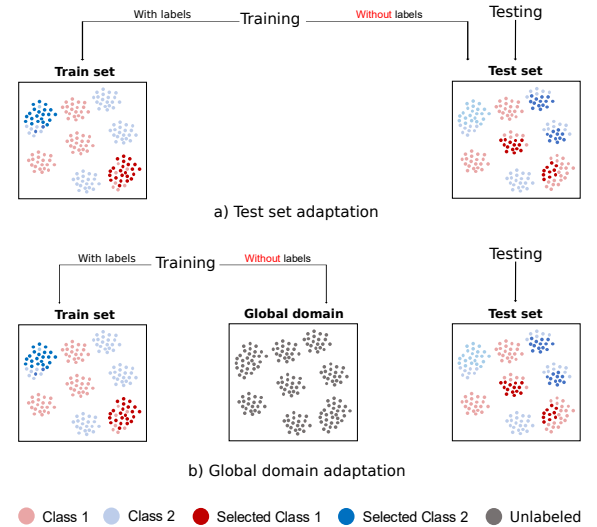 With labels Training Without labels Testing
Train set Test set
a) Test set adaptation
With labels Training Without labels Testing
Train set Global domain Test set
b) Global domain adaptation
Class 1 Class 2 Selected Class 1 Selected Class 2 Unlabeled